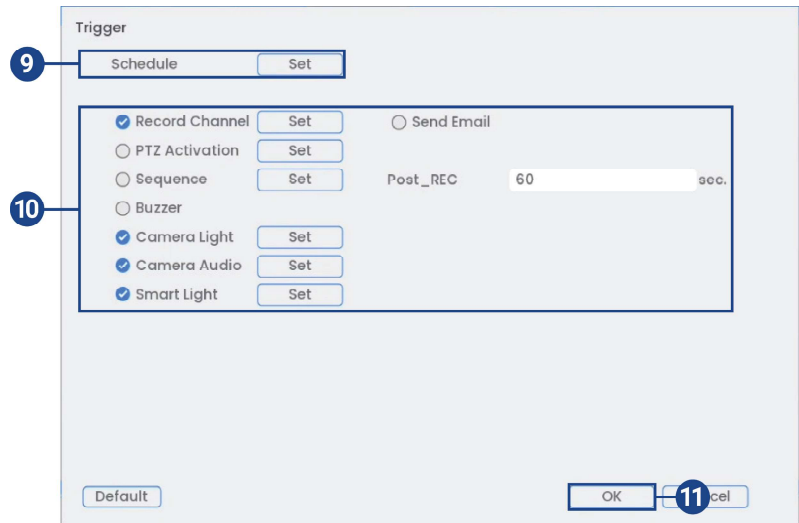 Trigger
9 Schedule Set
Record Channel Set Send Email
PTZ Activation Set
Sequence Set Post_REC 60 sec.
10 Buzzer
Camera Light Set
Camera Audio Set
Smart Light Set
Default OK 11 cel